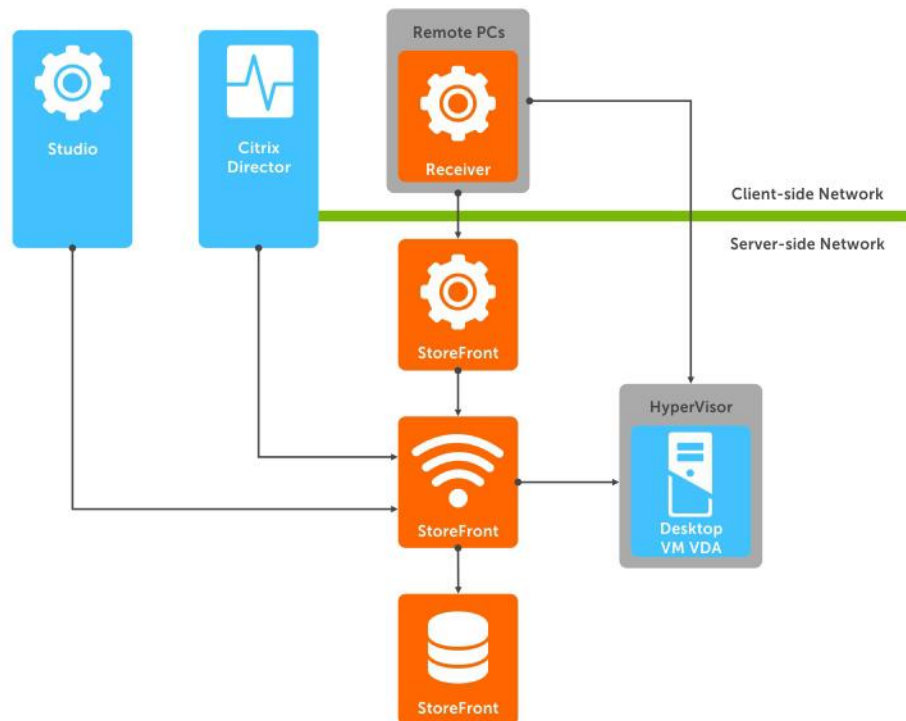 Remote PCs
Studio
Citrix
Director
Receiver
Client-side Network
Server-side Network
StoreFront
HyperVisor
StoreFront
Desktop
VM VDA
StoreFront